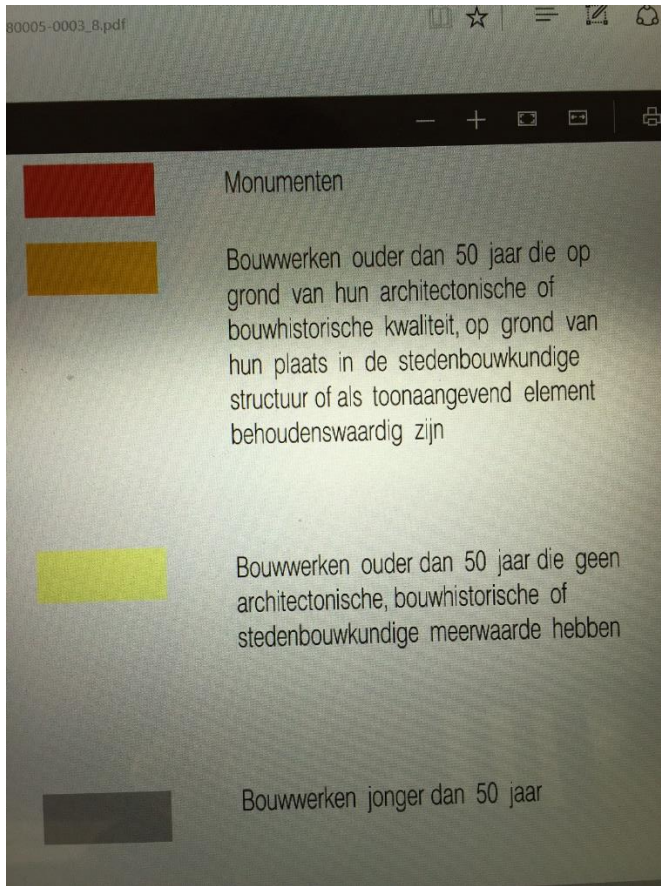 80005-0003_8.pdf
Monumenten
Bouwwerken ouder dan 50 jaar die op
grond van hun architectonische of
bouwhistorische kwaliteit, op grond van
hun plaats in de stedenbouwkundige
structuur of als toonaangevend element
behoudenswaardig zijn
Bouwwerken ouder dan 50 jaar die geen
architectonische, bouwhistorische of
stedenbouwkundige meerwaarde hebben
Bouwwerken jonger dan 50 jaar